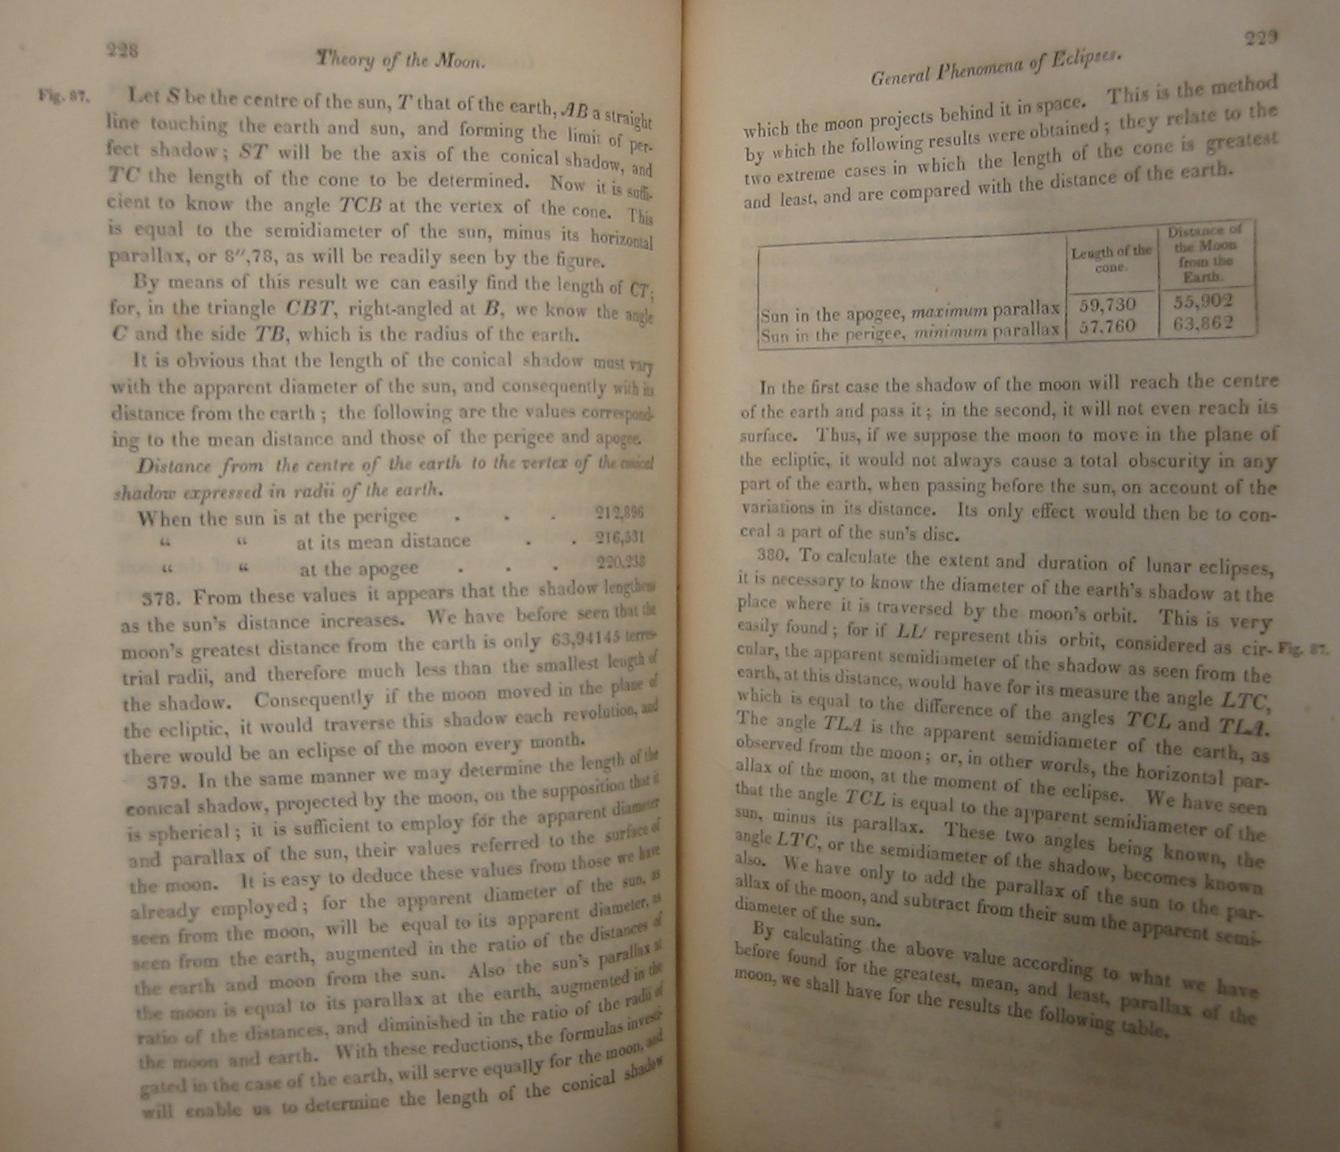 228
Theory of the Moon.
Fig. 87.
Let S be the centre of the sun, T that of the earth, AB a straight
line touching the earth and sun, and forming the limit of per-
fect shadow; ST will be the axis of the conical shadow, and
TC the length of the cone to be determined. Now it is suffi-
cient to know the angle TCB at the vertex of the cone. This
is equal to the semidiameter of the sun, minus its horizontal
parallax, or 8″,78, as will be readily seen by the figure.
By means of this result we can easily find the length of CT;
for, in the triangle CBT, right-angled at B, we know the angle
C and the side TB, which is the radius of the earth.
It is obvious that the length of the conical shadow must vary
with the apparent diameter of the sun, and consequently with its
distance from the earth; the following are the values correspond-
ing to the mean distance and those of the perigee and apogee.
Distance from the centre of the earth to the vertex of the conical
shadow expressed in radii of the earth.
When the sun is at the perigee . . . 212,896
“ “ at its mean distance . . 216,531
“ “ at the apogee . . . 220,238
378. From these values it appears that the shadow lengthens
as the sun's distance increases. We have before seen that the
moon's greatest distance from the earth is only 63,94145 terres-
trial radii, and therefore much less than the smallest length of
the shadow. Consequently if the moon moved in the plane of
the ecliptic, it would traverse this shadow each revolution, and
there would be an eclipse of the moon every month.
379. In the same manner we may determine the length of the
conical shadow, projected by the moon, on the supposition that it
is spherical; it is sufficient to employ for the apparent diameter
and parallax of the sun, their values referred to the surface of
the moon. It is easy to deduce these values from those we have
already employed; for the apparent diameter of the sun, as
seen from the moon, will be equal to its apparent diameter, as
seen from the earth, augmented in the ratio of the distances of
the earth and moon from the sun. Also the sun's parallax at
the moon is equal to its parallax at the earth, augmented in the
ratio of the distances, and diminished in the ratio of the radii of
the moon and earth. With these reductions, the formulas investi-
gated in the case of the earth, will serve equally for the moon, and
will enable us to determine the length of the conical shadow
229
General Phenomena of Eclipses.
which the moon projects behind it in space. This is the method
by which the following results were obtained; they relate to the
two extreme cases in which the length of the cone is greatest
and least, and are compared with the distance of the earth.
Length of the cone.
Distance of the Moon from the Earth.
Sun in the apogee, maximum parallax 59,730 55,902
Sun in the perigee, minimum parallax 57,760 63,862
In the first case the shadow of the moon will reach the centre
of the earth and pass it; in the second, it will not even reach its
surface. Thus, if we suppose the moon to move in the plane of
the ecliptic, it would not always cause a total obscurity in any
part of the earth, when passing before the sun, on account of the
variations in its distance. Its only effect would then be to con-
ceal a part of the sun's disc.
380. To calculate the extent and duration of lunar eclipses,
it is necessary to know the diameter of the earth's shadow at the
place where it is traversed by the moon's orbit. This is very
easily found; for if LL′ represent this orbit, considered as cir- Fig. 87.
cular, the apparent semidiameter of the shadow as seen from the
earth, at this distance, would have for its measure the angle LTC,
which is equal to the difference of the angles TCL and TLA.
The angle TLA is the apparent semidiameter of the earth, as
observed from the moon; or, in other words, the horizontal par-
allax of the moon, at the moment of the eclipse. We have seen
that the angle TCL is equal to the apparent semidiameter of the
sun, minus its parallax. These two angles being known, the
angle LTC, or the semidiameter of the shadow, becomes known
also. We have only to add the parallax of the sun to the par-
allax of the moon, and subtract from their sum the apparent semi-
diameter of the sun.
By calculating the above value according to what we have
before found for the greatest, mean, and least, parallax of the
moon, we shall have for the results the following table.